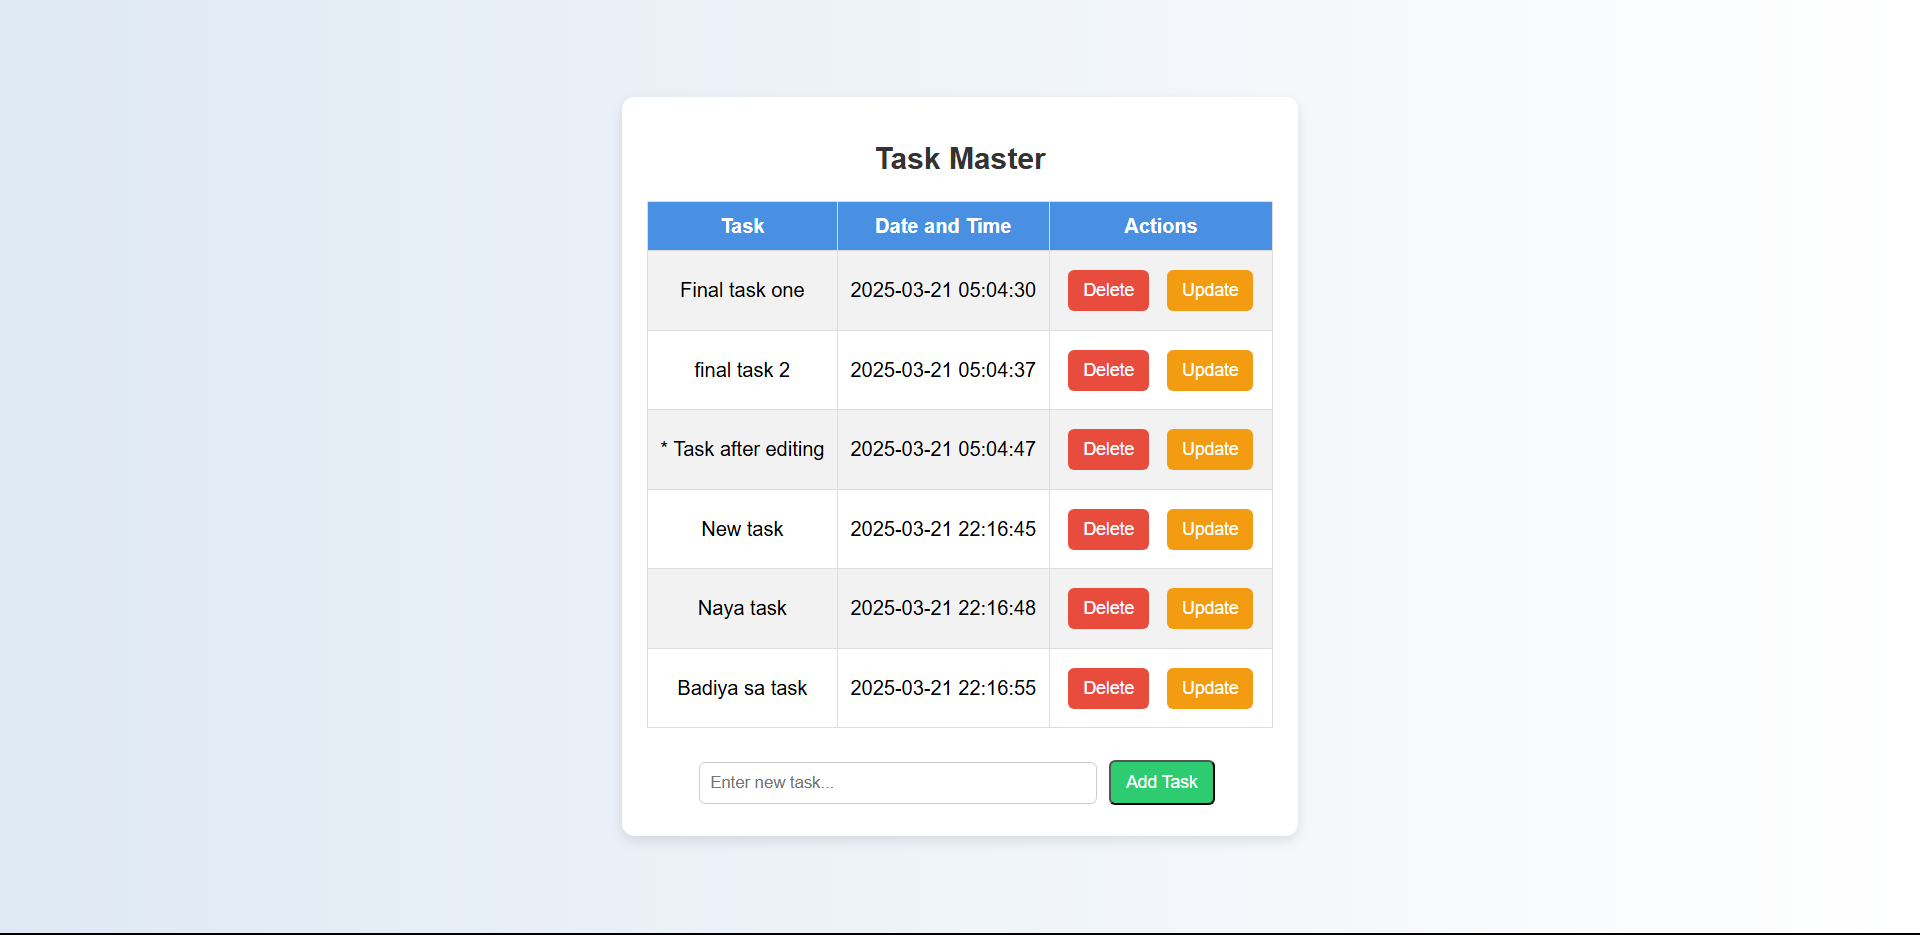 Task Master
Task Date and Time Actions
Final task one 2025-03-21 05:04:30 Delete Update
final task 2 2025-03-21 05:04:37 Delete Update
* Task after editing 2025-03-21 05:04:47 Delete Update
New task 2025-03-21 22:16:45 Delete Update
Naya task 2025-03-21 22:16:48 Delete Update
Badiya sa task 2025-03-21 22:16:55 Delete Update
Enter new task... Add Task